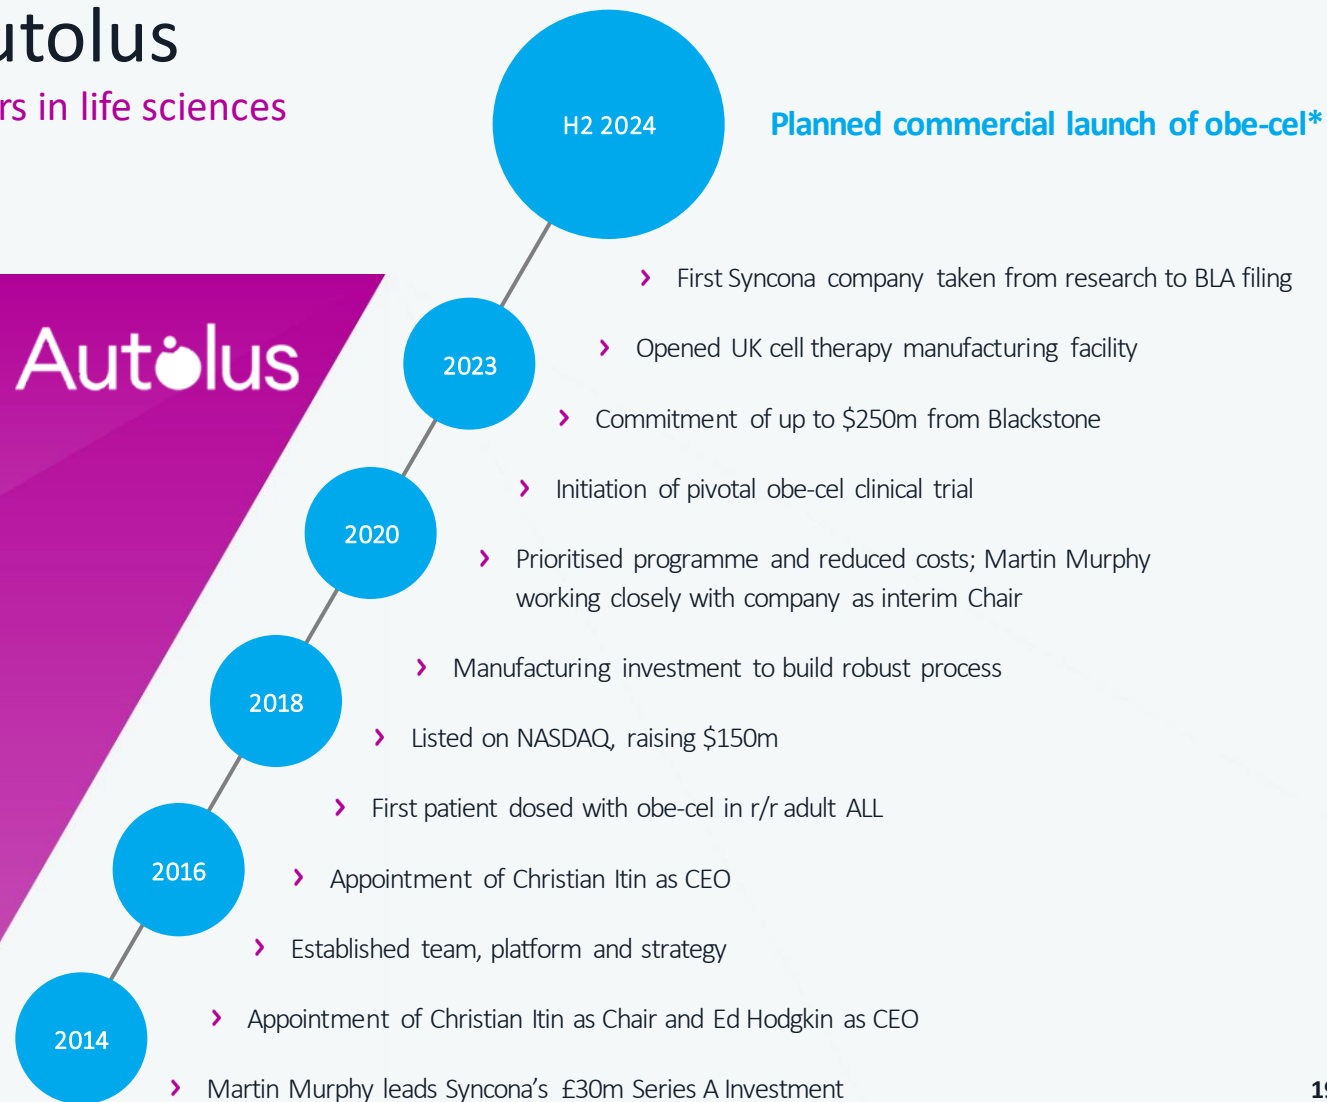 utolus
rs in life sciences
H2 2024
Planned commercial launch of obe-cel*
› First Syncona company taken from research to BLA filing
Autolus
› Opened UK cell therapy manufacturing facility
2023
› Commitment of up to $250m from Blackstone
› Initiation of pivotal obe-cel clinical trial
2020
› Prioritised programme and reduced costs; Martin Murphy
working closely with company as interim Chair
› Manufacturing investment to build robust process
2018
› Listed on NASDAQ, raising $150m
› First patient dosed with obe-cel in r/r adult ALL
2016
› Appointment of Christian Itin as CEO
› Established team, platform and strategy
› Appointment of Christian Itin as Chair and Ed Hodgkin as CEO
2014
› Martin Murphy leads Syncona’s £30m Series A Investment
19